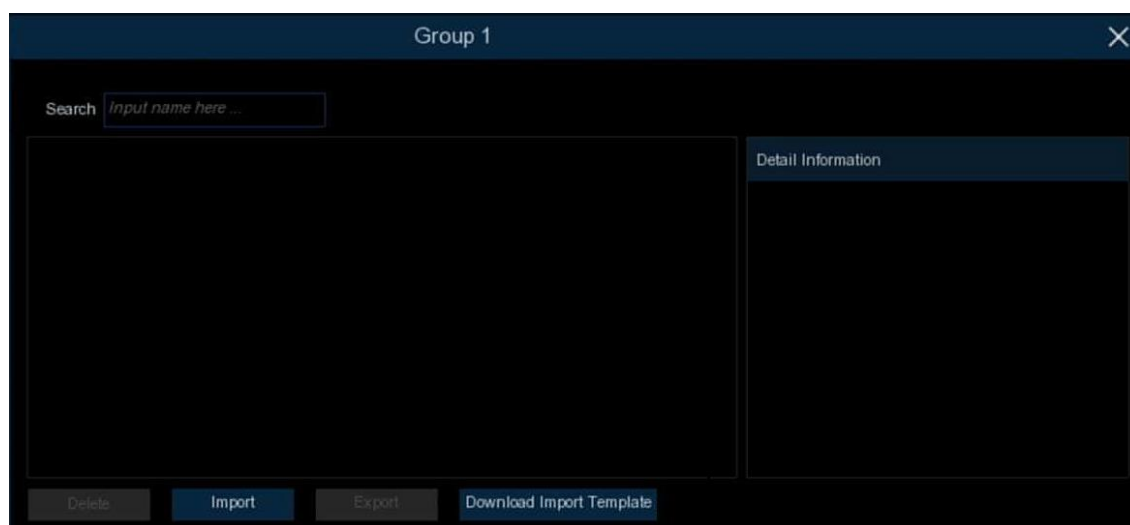 Group 1
Search Input name here ...
Detail Information
Delete Import Export Download Import Template